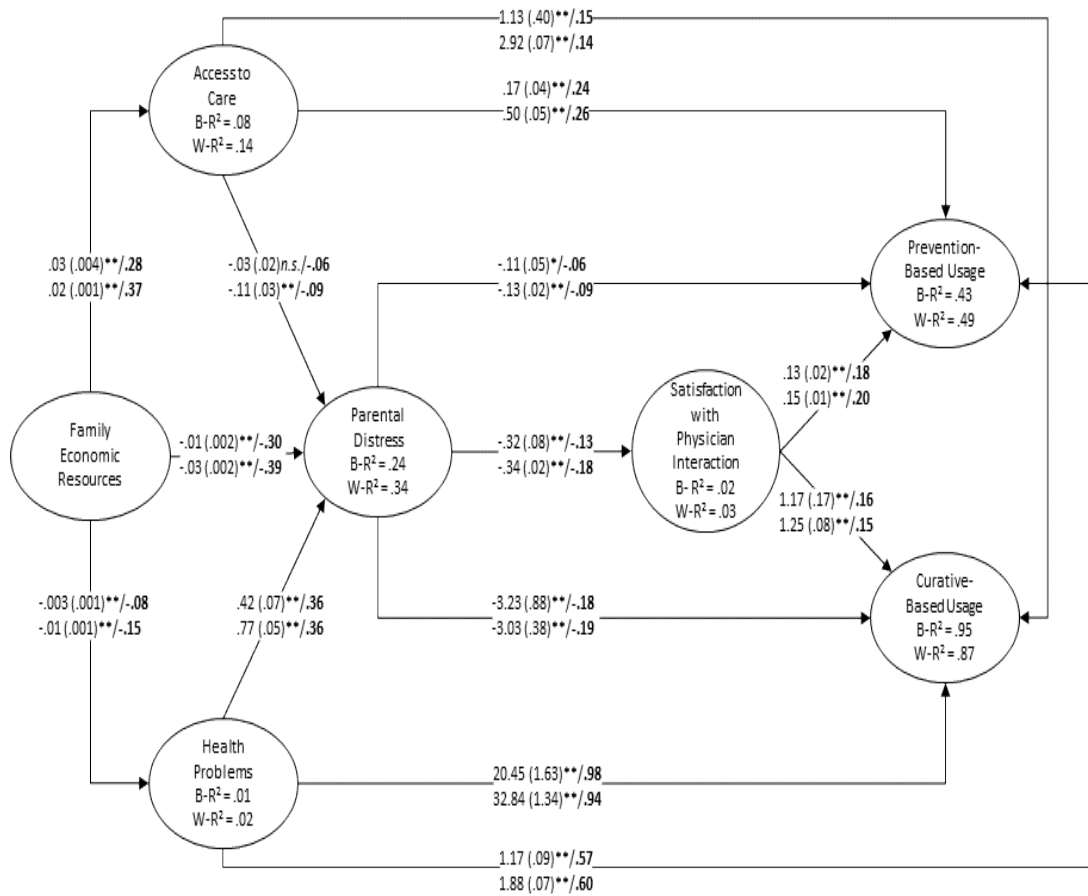 1.13 (.40)**/.15
2.92 (.07)**/.14
Access to
Care
B-R² = .08
W-R² = .14
.17 (.04)**/.24
.50 (.05)**/.26
.03 (.004)**/.28
.02 (.001)**/.37
-.03 (.02)n.s./-.06
-.11 (.03)**/-.09
-.11 (.05)*/-.06
-.13 (.02)**/-.09
Prevention-
Based Usage
B-R² = .43
W-R² = .49
.13 (.02)**/.18
.15 (.01)**/.20
Family
Economic
Resources
-.01 (.002)**/-.30
-.03 (.002)**/-.39
Parental
Distress
B-R² = .24
W-R² = .34
-.32 (.08)**/-.13
-.34 (.02)**/-.18
Satisfaction
with
Physician
Interaction
B- R² = .02
W-R² = .03
1.17 (.17)**/.16
1.25 (.08)**/.15
-.003 (.001)**/-.08
-.01 (.001)**/-.15
.42 (.07)**/.36
.77 (.05)**/.36
-3.23 (.88)**/-.18
-3.03 (.38)**/-.19
Curative-
Based Usage
B-R² = .95
W-R² = .87
Health
Problems
B-R² = .01
W-R² = .02
20.45 (1.63)**/.98
32.84 (1.34)**/.94
1.17 (.09)**/.57
1.88 (.07)**/.60